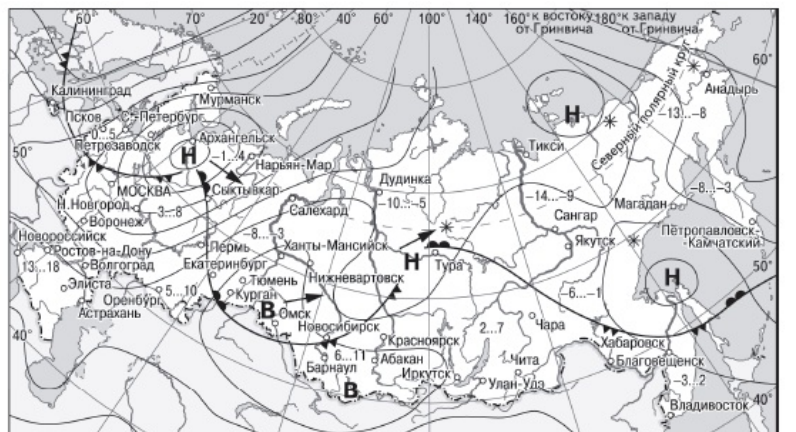 60° 70° 20° 80° 40° 60° 100° 140° 160° к востоку 180° к западу
от Гринвича от Гринвича
60°
Калининград
Мурманск
Анадырь
Псков С.-Петербург
0...5
Петрозаводск
Архангельск
Н
-1...4
Нарьян-Мар
Н
-13...-8
Северный полярный круг
Тикси
50°
МОСКВА
Сыктывкар
Дудинка
-10...-5
-14...-9
-8...-3
Н.Новгород
3...8
Салехард
Магадан
Воронеж
Сангар
Петропавловск-
-Камчатский
Новороссийск
Ростов-на-Дону
Пермь
-8...-3
Ханты-Мансийск
Якутск
Волгоград
Екатеринбург
Н
Тура
Н
50°
13...18
Элиста
Оренбург
5...10
Тюмень
Нижневартовск
-6...-1
Астрахань
Курган
В
Омск
Новосибирск
2...7
Чара
40°
Красноярск
Хабаровск
6...11
Абакан
Чита
Благовещенск
Барнаул
Иркутск
Улан-Удэ
-3...2
В
Владивосток
40°